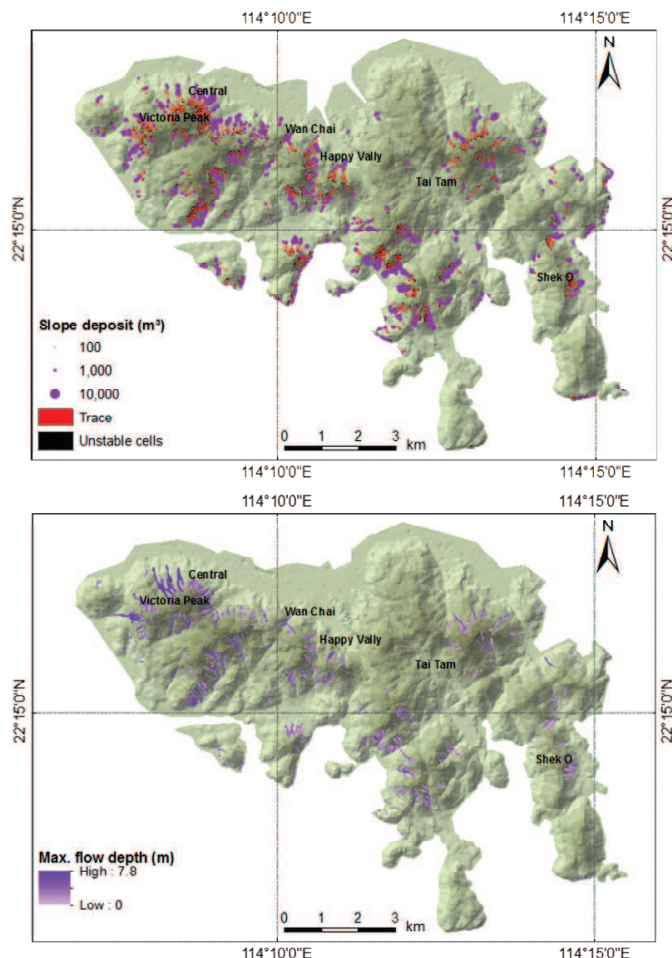 114°10'0"E 114°15'0"E
N
Central
Victoria Peak
Wan Chai
Happy Vally
Tai Tam
22°15'0"N 22°15'0"N
Shek O
Slope deposit (m³)
100
1,000
10,000
Trace
Unstable cells
0 1 2 3
km
114°10'0"E 114°15'0"E
114°10'0"E 114°15'0"E
N
Central
Victoria Peak
Wan Chai
Happy Vally
Tai Tam
22°15'0"N 22°15'0"N
Shek O
Max. flow depth (m)
High : 7.8
Low : 0
0 1 2 3
km
114°10'0"E 114°15'0"E